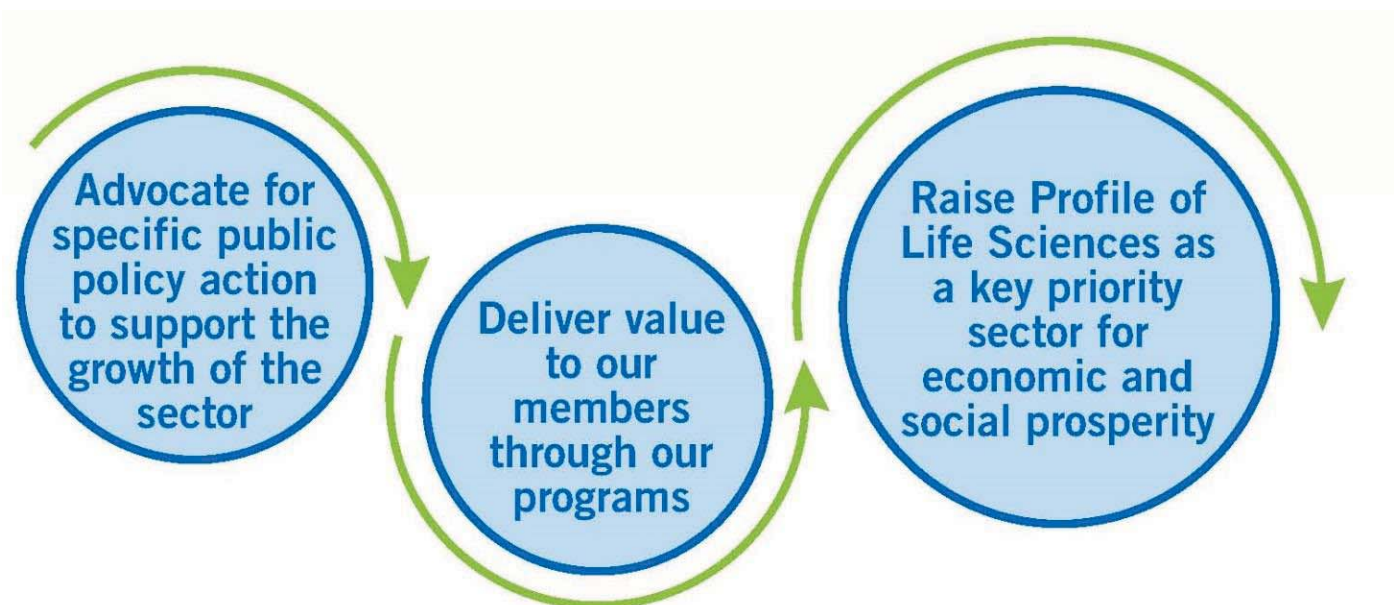 Advocate for
specific public
policy action
to support the
growth of the
sector
Deliver value
to our
members
through our
programs
Raise Profile of
Life Sciences as
a key priority
sector for
economic and
social prosperity